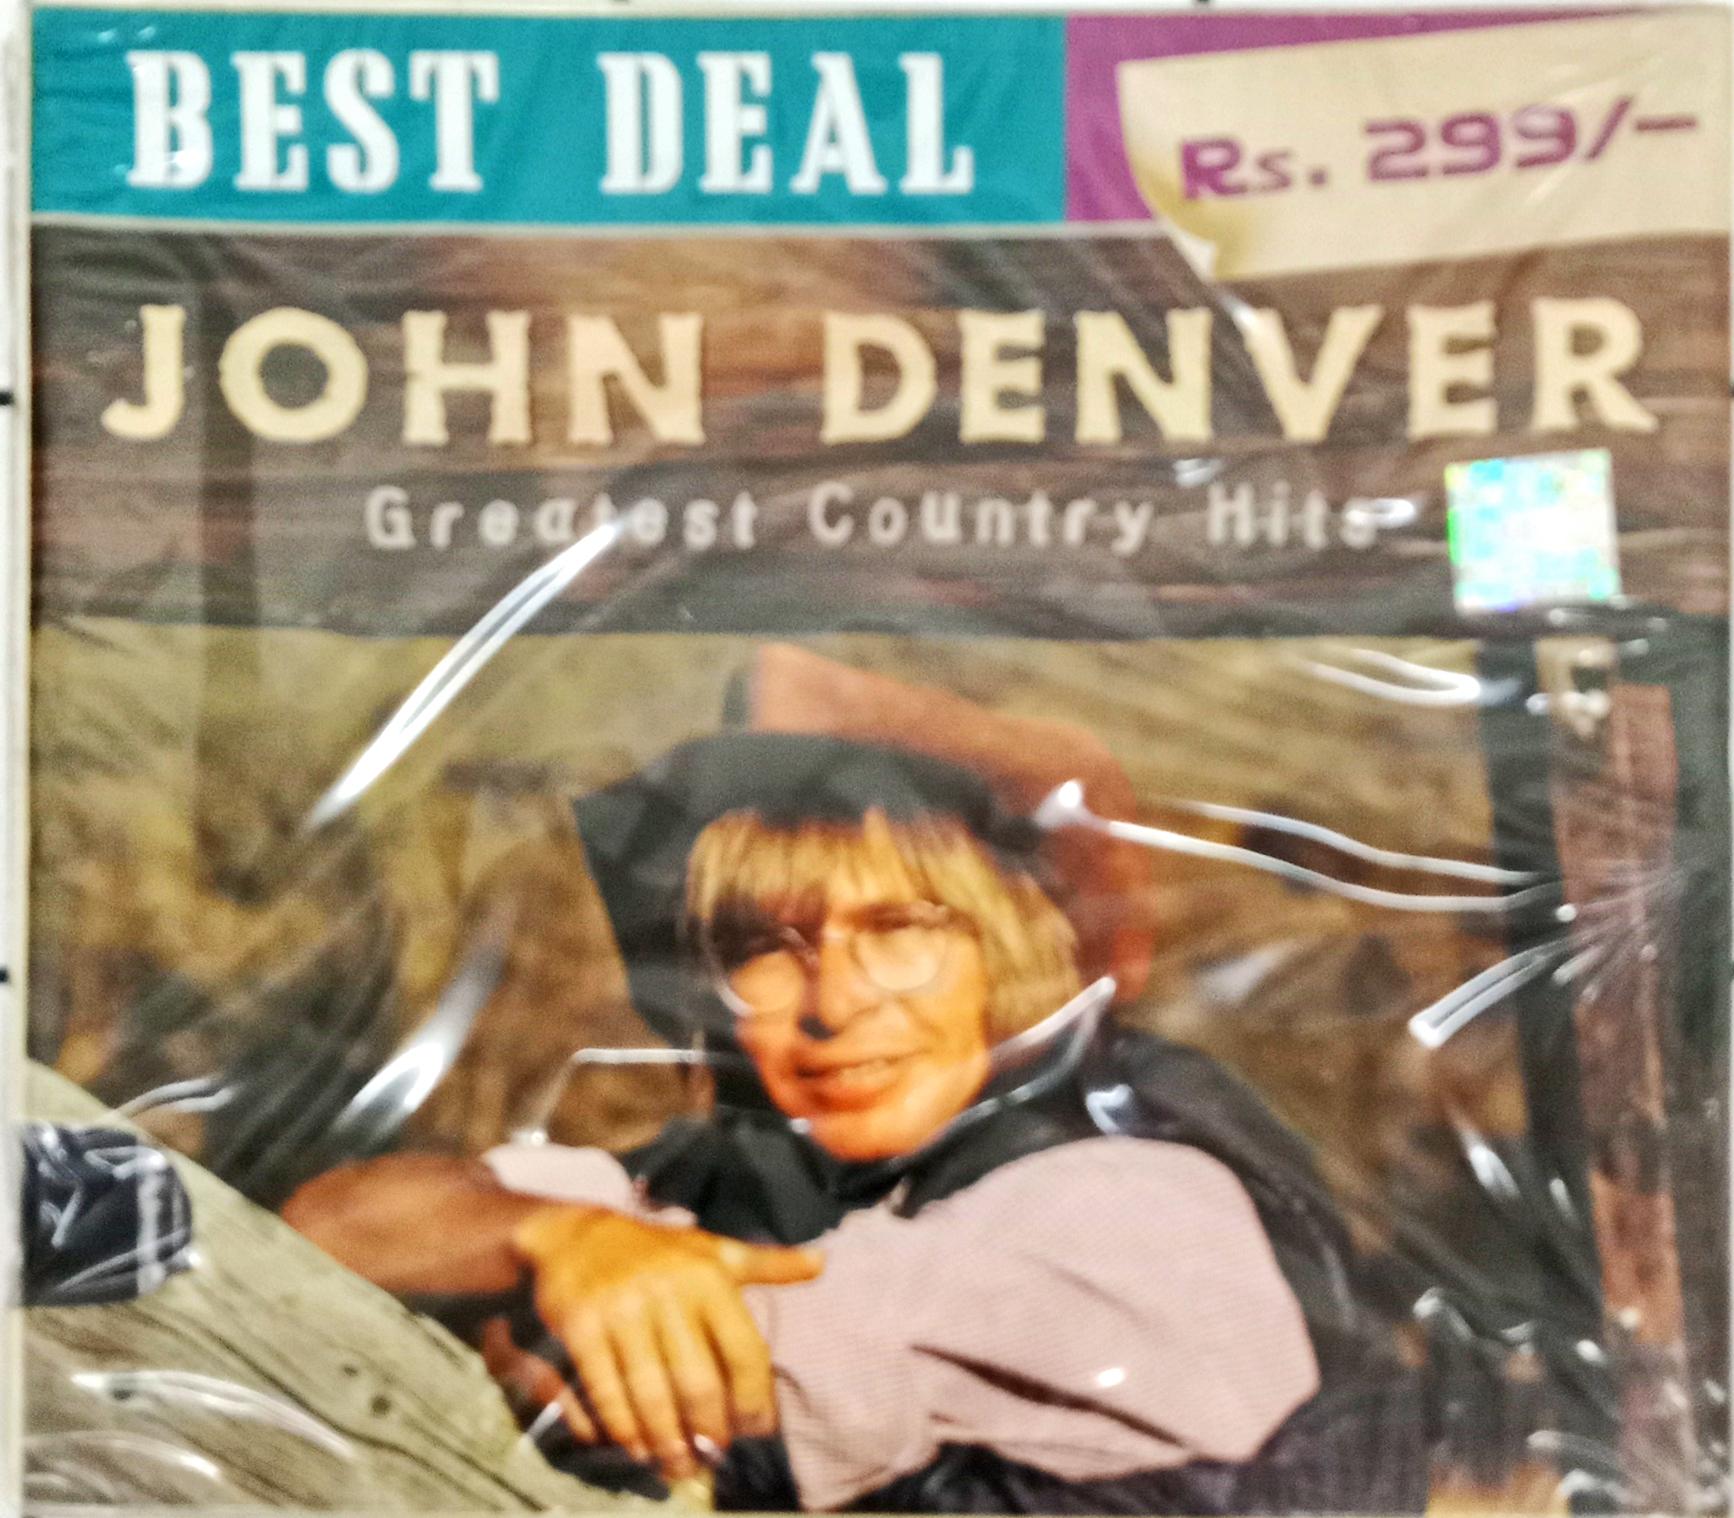 BEST DEAL
Rs. 299/-
JOHN DENVER
Greatest Country Hits